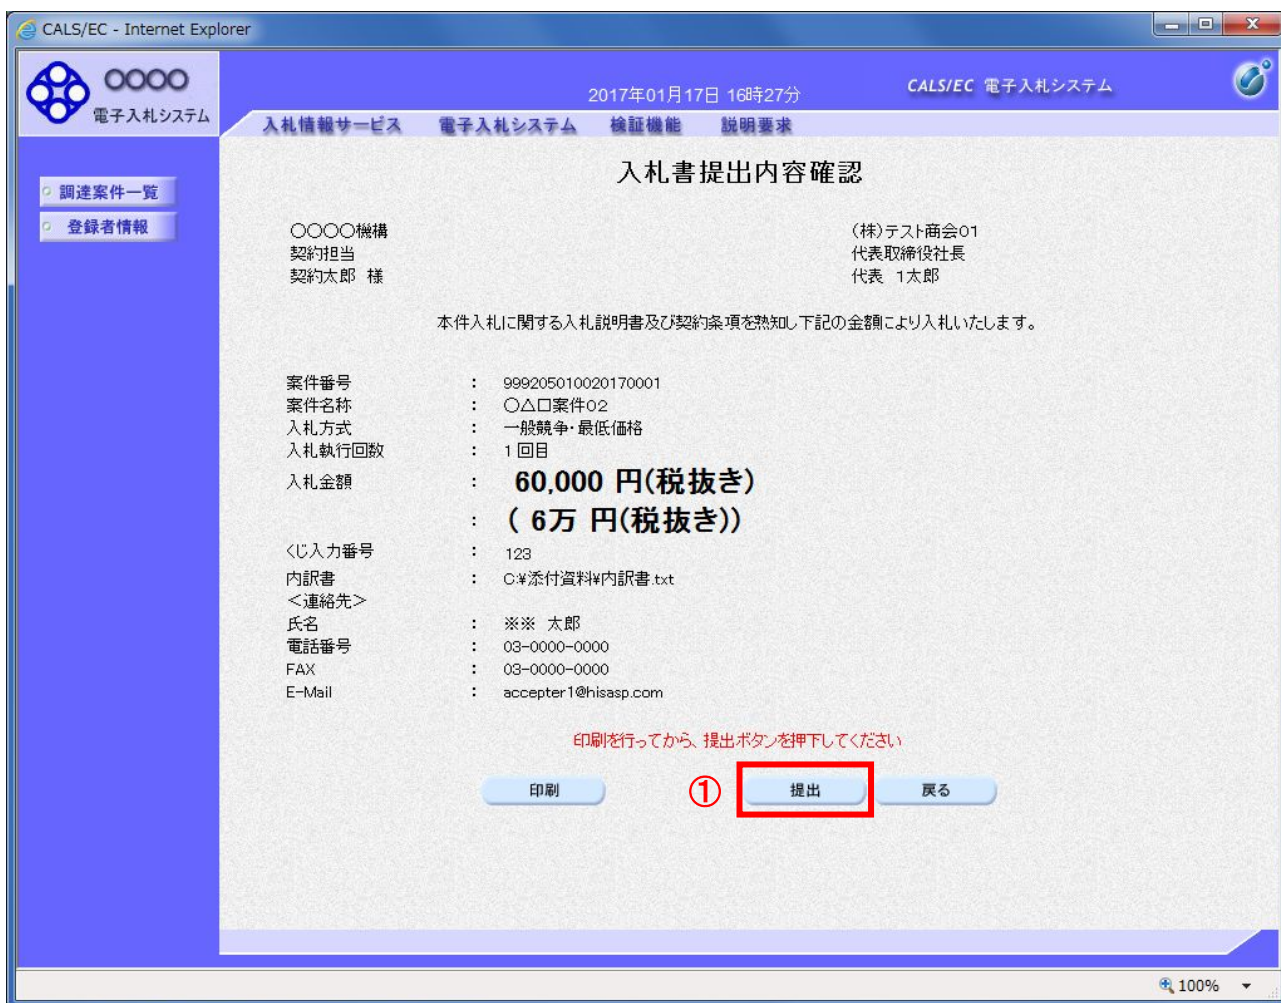 CALS/EC - Internet Explorer
〇〇〇〇
電子入札システム
2017年01月17日 16時27分
CALS/EC 電子入札システム
入札情報サービス 電子入札システム 検証機能 説明要求
調達案件一覧
登録者情報
入札書提出内容確認
〇〇〇〇機構
契約担当
契約太郎 様
(株)テスト商会01
代表取締役社長
代表 1太郎
本件入札に関する入札説明書及び契約条項を熟知し下記の金額により入札いたします。
案件番号 : 999205010020170001
案件名称 : 〇△口案件02
入札方式 : 一般競争・最低価格
入札執行回数 : 1回目
入札金額 : 60,000 円(税抜き)
: ( 6万 円(税抜き))
くじ入力番号 : 123
内訳書 : C:¥添付資料¥内訳書.txt
<連絡先>
氏名 : ※※ 太郎
電話番号 : 03-0000-0000
FAX : 03-0000-0000
E-Mail : accepter1@hisasp.com
印刷を行ってから、提出ボタンを押下してください
印刷 ① 提出 戻る
100%